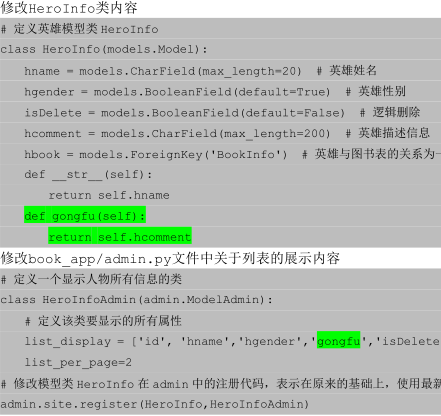 修改HeroInfo类内容
# 定义英雄模型类 HeroInfo
class HeroInfo(models.Model):
    hname = models.CharField(max_length=20)  # 英雄姓名
    hgender = models.BooleanField(default=True)  # 英雄性别
    isDelete = models.BooleanField(default=False)  # 逻辑删除
    hcomment = models.CharField(max_length=200)  # 英雄描述信息
    hbook = models.ForeignKey('BookInfo')  # 英雄与图书表的关系为一
    def __str__(self):
        return self.hname
    def gongfu(self):
        return self.hcomment
修改book_app/admin.py文件中关于列表的展示内容
# 定义一个显示人物所有信息的类
class HeroInfoAdmin(admin.ModelAdmin):
    # 定义该类要显示的所有属性
    list_display = ['id', 'hname','hgender','gongfu','isDelete
    list_per_page=2
# 修改模型类 HeroInfo 在 admin 中的注册代码，表示在原来的基础上，使用最新
admin.site.register(HeroInfo,HeroInfoAdmin)